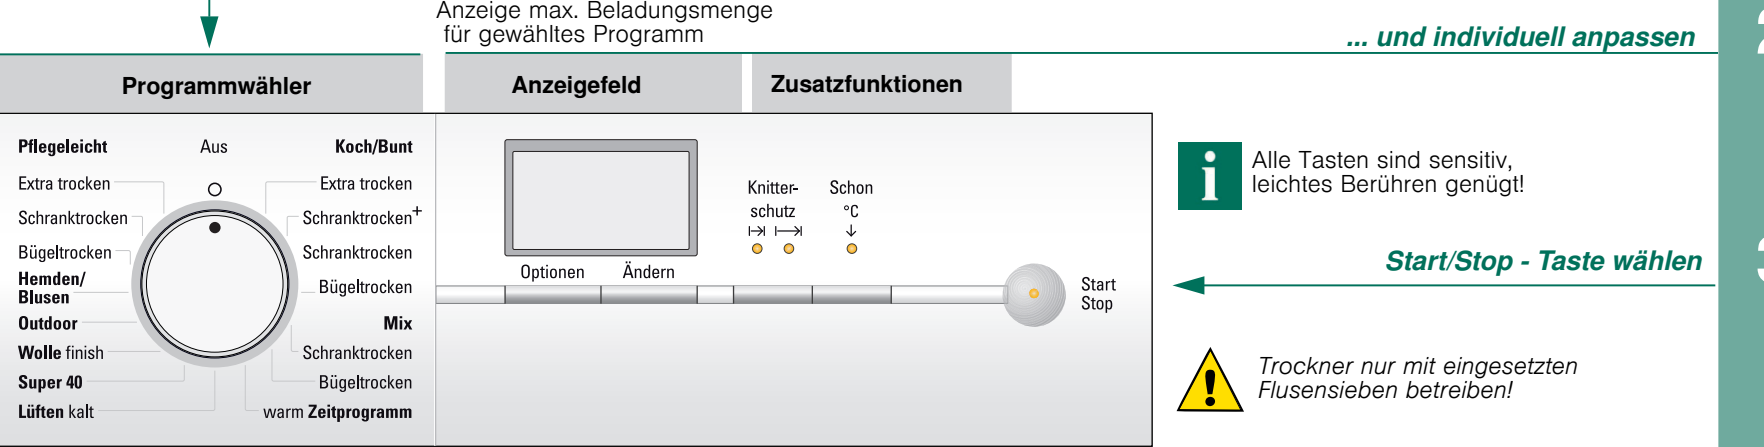 Anzeige max. Beladungsmenge
für gewähltes Programm
... und individuell anpassen
Programmwähler
Anzeigefeld
Zusatzfunktionen
Pflegeleicht
Aus
Koch/Bunt
Extra trocken
Extra trocken
Schranktrocken
Schranktrocken+
Bügeltrocken
Schranktrocken
Hemden/
Blusen
Bügeltrocken
Outdoor
Mix
Wolle finish
Schranktrocken
Super 40
Bügeltrocken
Lüften kalt
warm Zeitprogramm
Optionen
Ändern
Knitter-
schutz
Schon
°C
Start
Stop
i
Alle Tasten sind sensitiv,
leichtes Berühren genügt!
Start/Stop - Taste wählen
!
Trockner nur mit eingesetzten
Flusensieben betreiben!